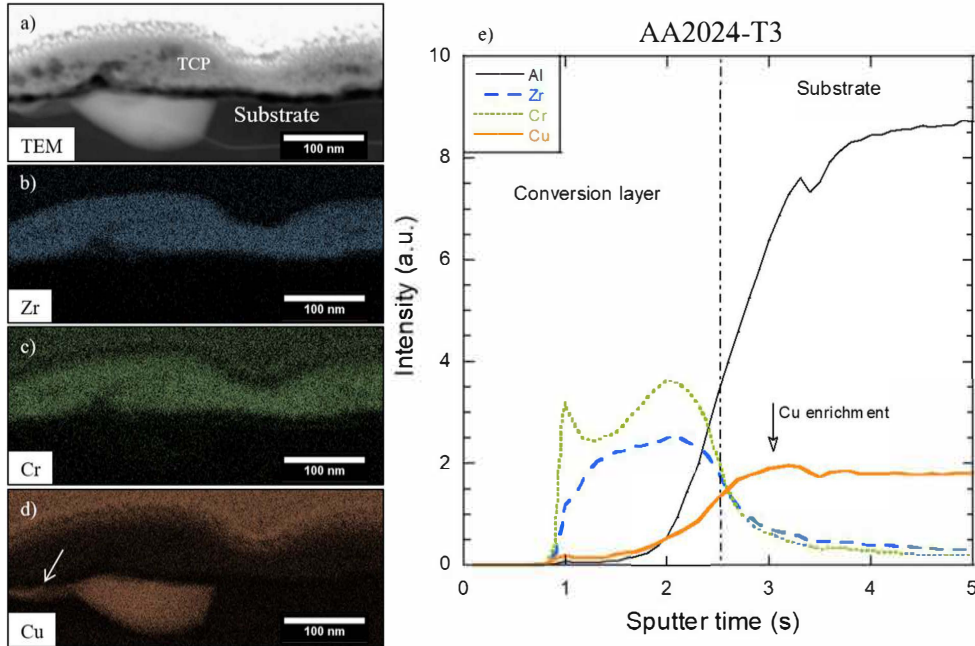 a)
TCP
Substrate
TEM
100 nm
b)
Zr
100 nm
c)
Cr
100 nm
d)
Cu
100 nm
e)
AA2024-T3
Al
Zr
Cr
Cu
Substrate
Conversion layer
Cu enrichment
10
8
6
4
2
0
Intensity (a.u.)
0 1 2 3 4 5
Sputter time (s)